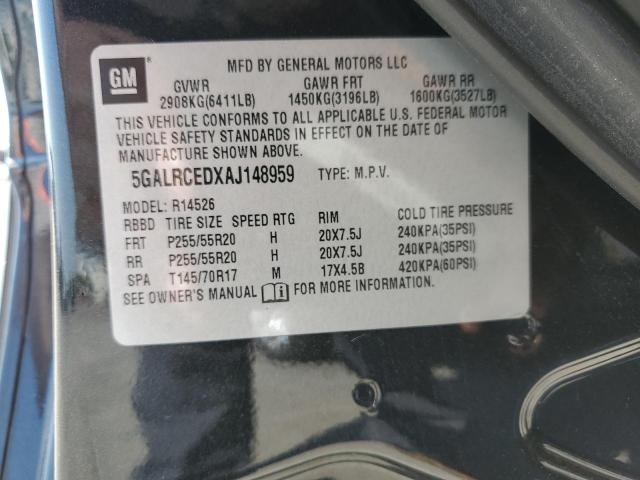 GM
MFD BY GENERAL MOTORS LLC
GVWR GAWR FRT GAWR RR
2908KG(6411LB) 1450KG(3196LB) 1600KG(3527LB)
THIS VEHICLE CONFORMS TO ALL APPLICABLE U.S. FEDERAL MOTOR
VEHICLE SAFETY STANDARDS IN EFFECT ON THE DATE OF
MANUFACTURE SHOWN ABOVE.
5GALRCEDXAJ148959 TYPE: M.P.V.
MODEL: R14526
RBBD TIRE SIZE SPEED RTG RIM COLD TIRE PRESSURE
FRT P255/55R20 H 20X7.5J 240KPA(35PSI)
RR P255/55R20 H 20X7.5J 240KPA(35PSI)
SPA T145/70R17 M 17X4.5B 420KPA(60PSI)
SEE OWNER'S MANUAL i FOR MORE INFORMATION.